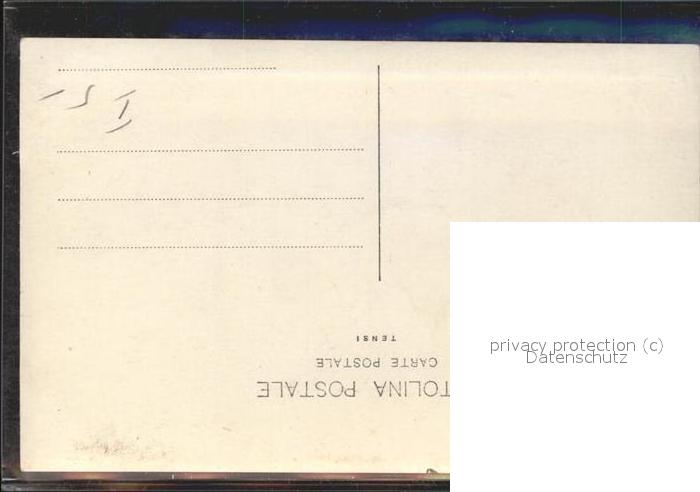 TOLINA POSTALE
CARTE POSTALE
TENSI
privacy protection (c)
Datenschutz